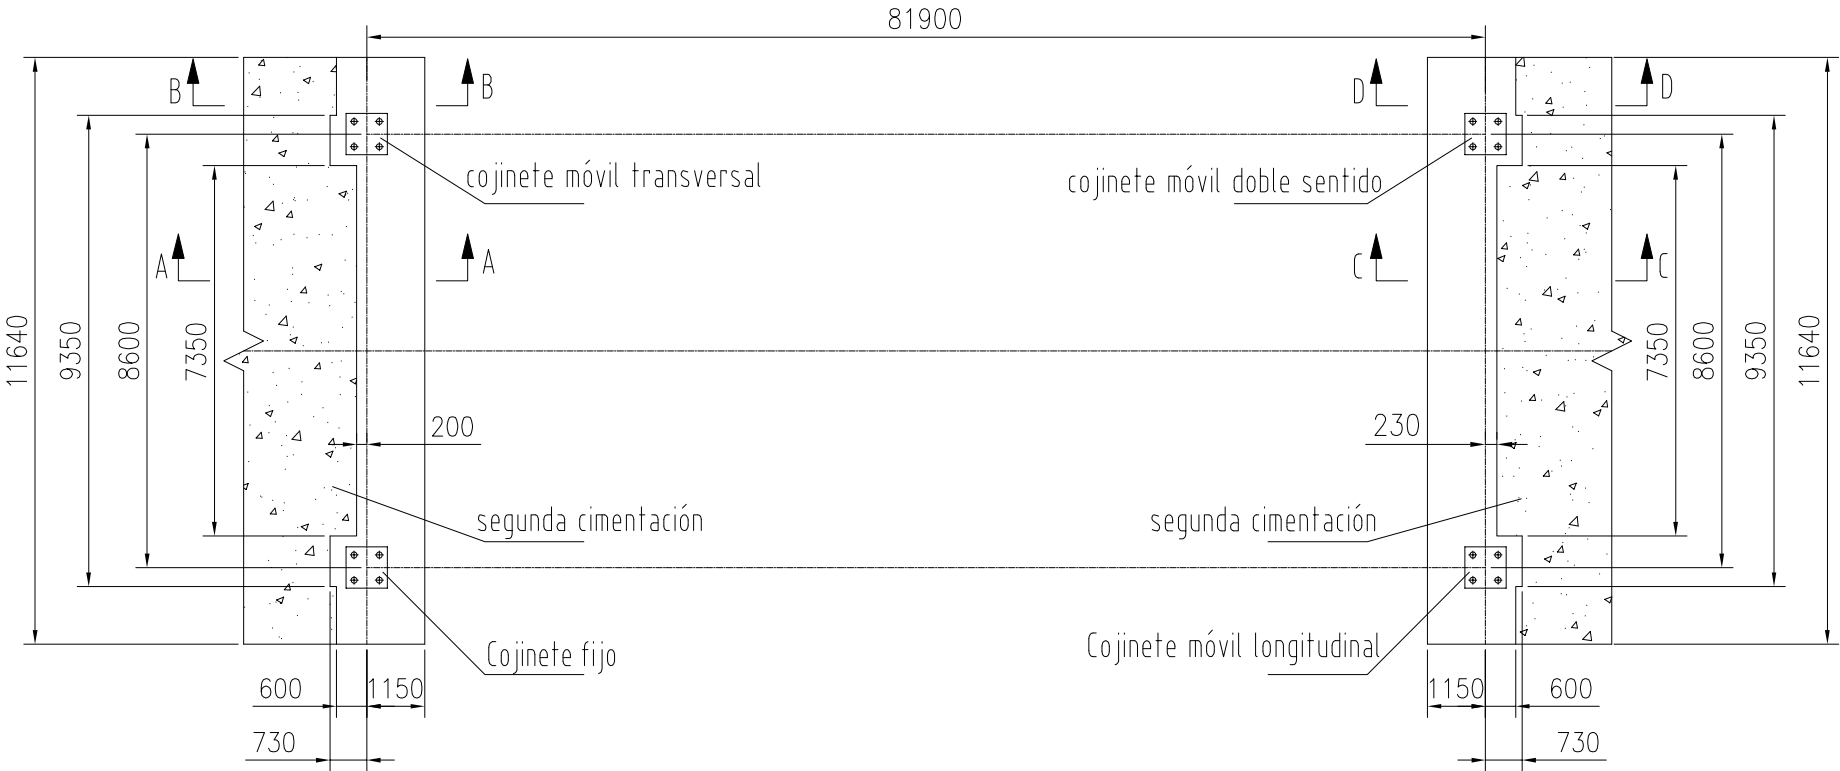 81900
B
B
D
D
cojinete móvil transversal
cojinete móvil doble sentido
A
A
C
C
11640
9350
8600
7350
7350
8600
9350
11640
200
230
segunda cimentación
segunda cimentación
Cojinete fijo
Cojinete móvil longitudinal
600
1150
1150
600
730
730